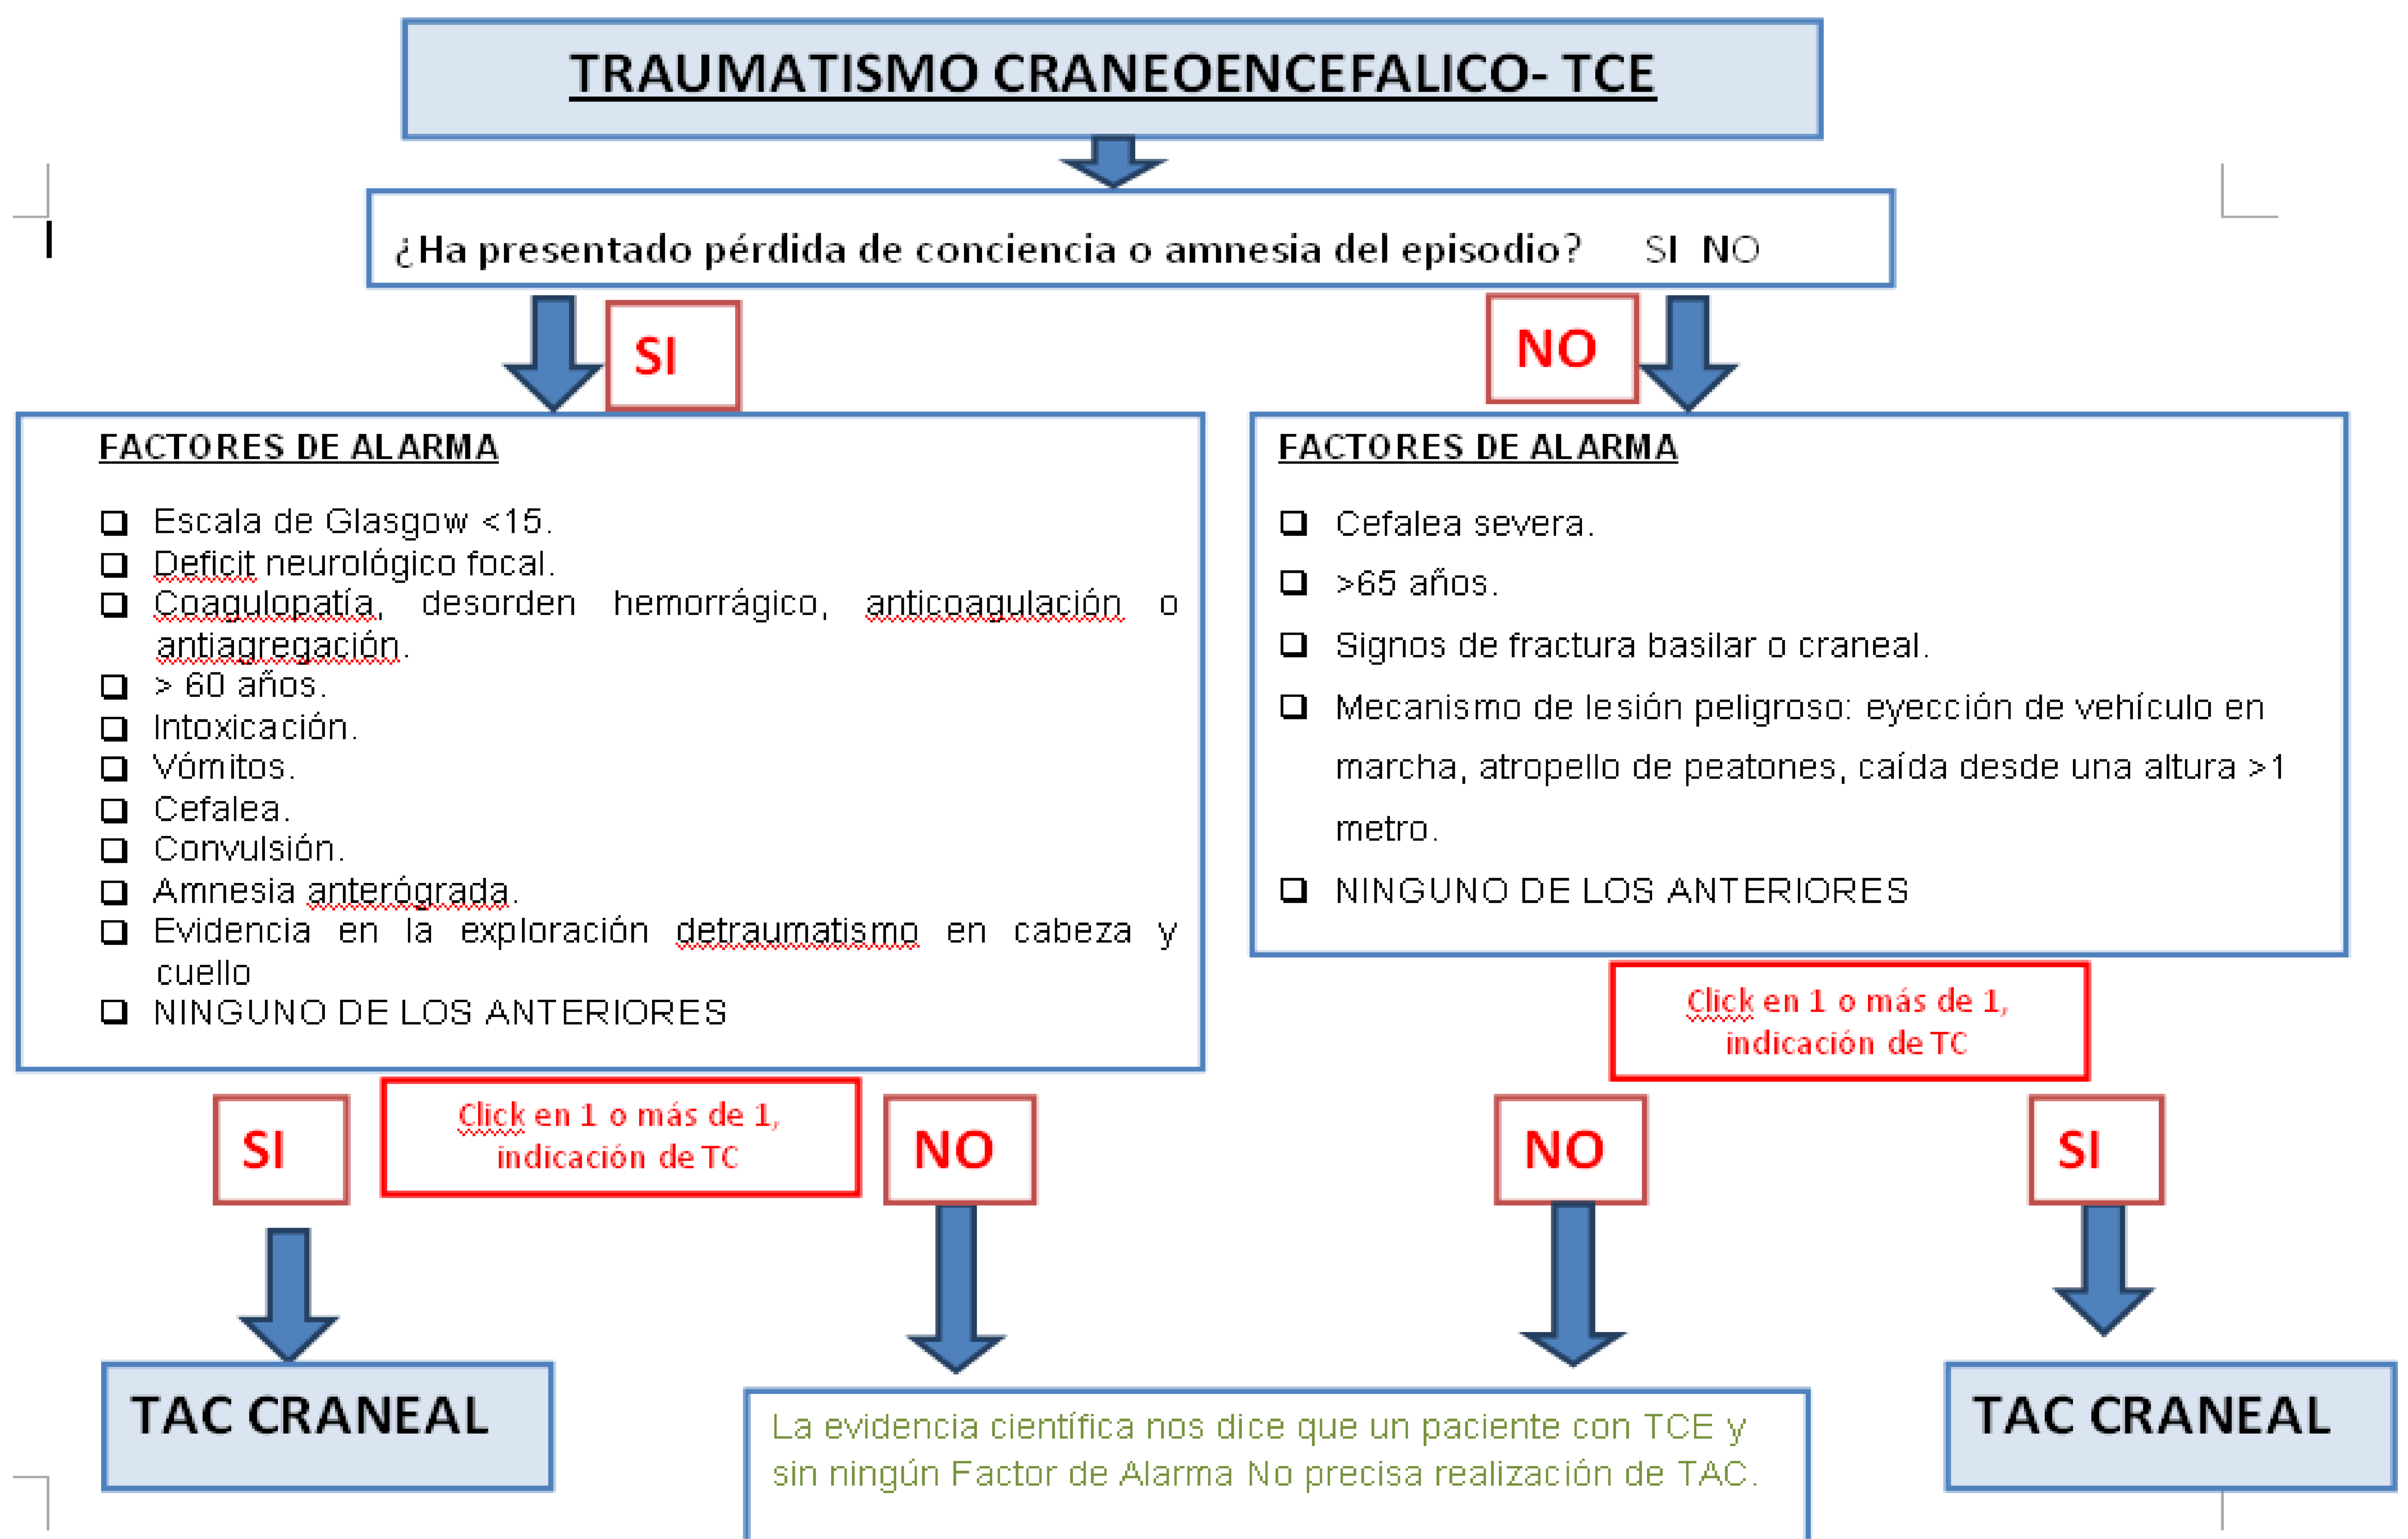 TRAUMATISMO CRANEOENCEFALICO- TCE
¿Ha presentado pérdida de conciencia o amnesia del episodio? SI NO
SI
NO
FACTORES DE ALARMA
❑ Escala de Glasgow <15.
❑ Deficit neurológico focal.
❑ Coagulopatía, desorden hemorrágico, anticoagulación o
antiagregación.
❑ > 60 años.
❑ Intoxicación.
❑ Vómitos.
❑ Cefalea.
❑ Convulsión.
❑ Amnesia anterógrada.
❑ Evidencia en la exploración detraumatismo en cabeza y
cuello
❑ NINGUNO DE LOS ANTERIORES
FACTORES DE ALARMA
❑ Cefalea severa.
❑ >65 años.
❑ Signos de fractura basilar o craneal.
❑ Mecanismo de lesión peligroso: eyección de vehículo en
marcha, atropello de peatones, caída desde una altura >1
metro.
❑ NINGUNO DE LOS ANTERIORES
SI
Click en 1 o más de 1,
indicación de TC
NO
Click en 1 o más de 1,
indicación de TC
NO
SI
TAC CRANEAL
La evidencia científica nos dice que un paciente con TCE y
sin ningún Factor de Alarma No precisa realización de TAC.
TAC CRANEAL